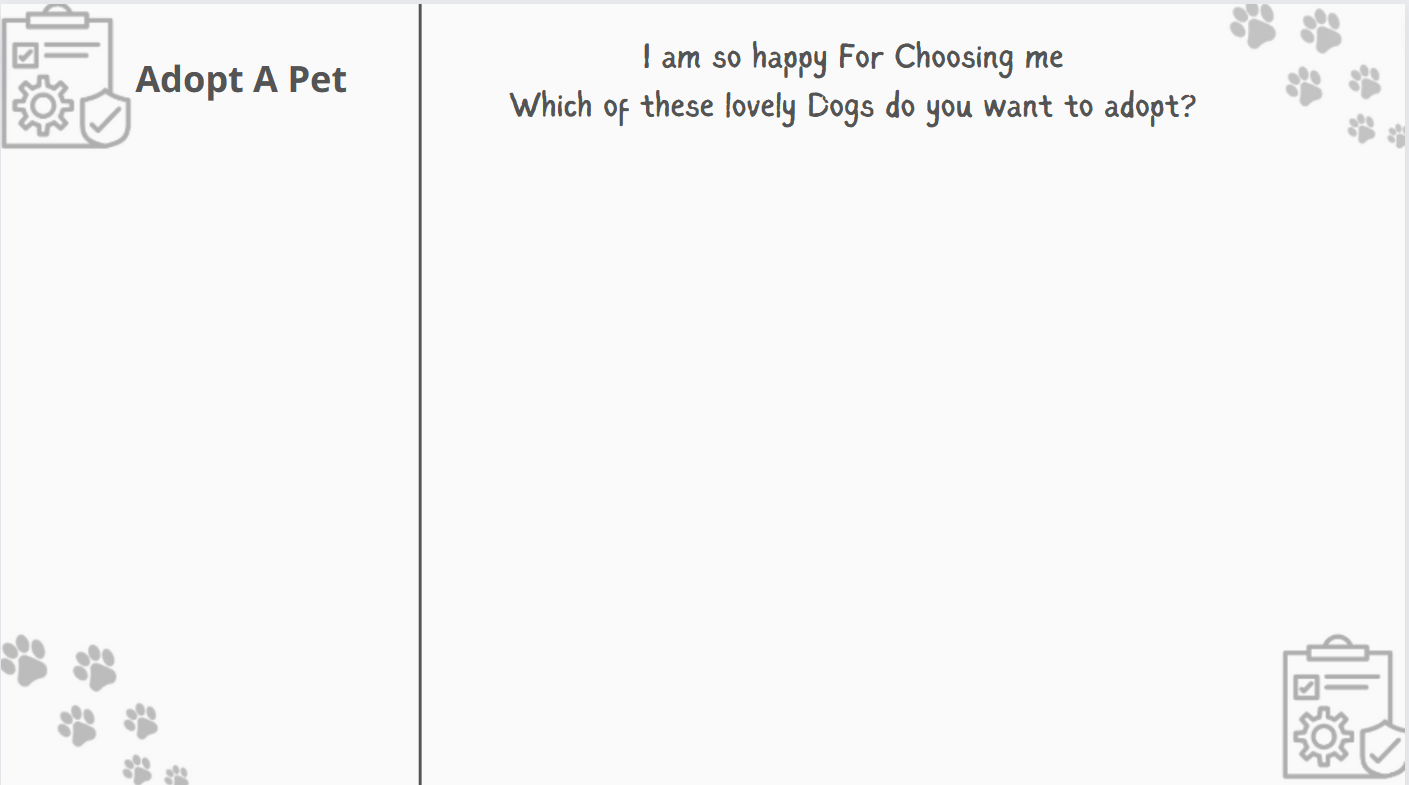 Adopt A Pet
I am so happy For Choosing me
Which of these lovely Dogs do you want to adopt?